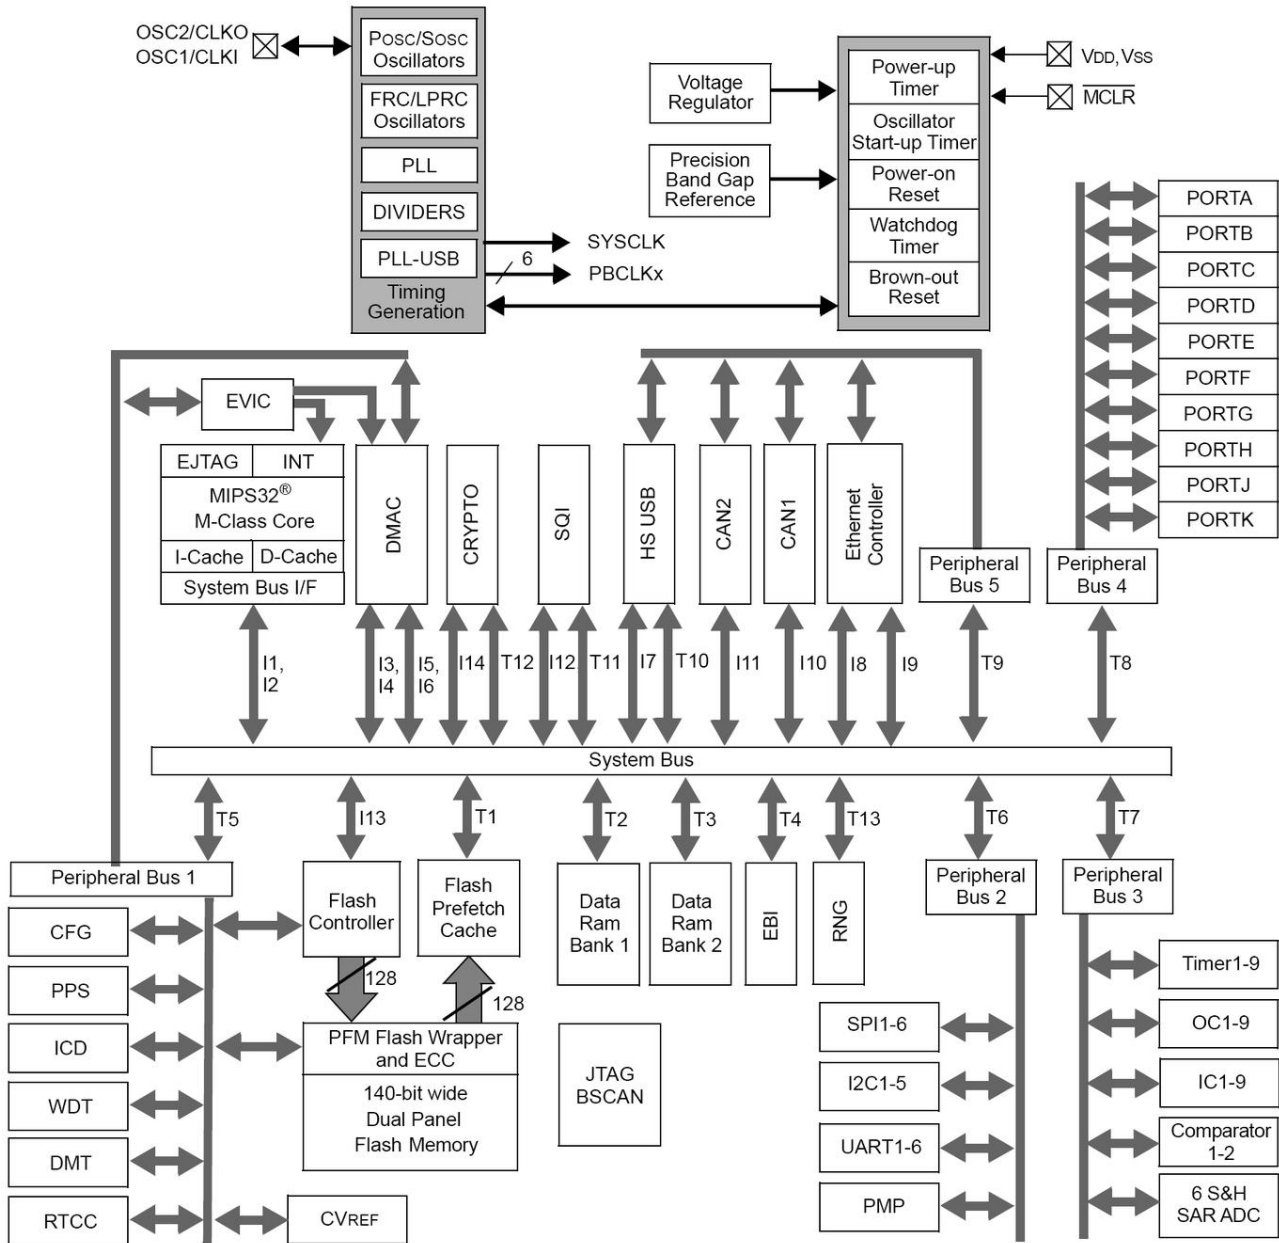 OSC2/CLKO
OSC1/CLKI
POSC/SOSC
Oscillators
FRC/LPRC
Oscillators
PLL
DIVIDERS
PLL-USB
Timing
Generation
6
SYSCLK
PBCLKx
Voltage
Regulator
Precision
Band Gap
Reference
Power-up
Timer
Oscillator
Start-up Timer
Power-on
Reset
Watchdog
Timer
Brown-out
Reset
VDD, VSS
MCLR
PORTA
PORTB
PORTC
PORTD
PORTE
PORTF
PORTG
PORTH
PORTJ
PORTK
EVIC
EJTAG
INT
MIPS32®
M-Class Core
I-Cache
D-Cache
System Bus I/F
DMAC
CRYPTO
SQI
HS USB
CAN2
CAN1
Ethernet
Controller
Peripheral
Bus 5
Peripheral
Bus 4
I1,
I2
I3,
I4
I5,
I6
I14
T12
I12
T11
I7
T10
I11
I10
I8
I9
T9
T8
System Bus
T5
I13
T1
T2
T3
T4
T13
T6
T7
Peripheral Bus 1
Flash
Controller
Flash
Prefetch
Cache
Data
Ram
Bank 1
Data
Ram
Bank 2
EBI
RNG
Peripheral
Bus 2
Peripheral
Bus 3
CFG
PPS
ICD
WDT
DMT
RTCC
128
128
PFM Flash Wrapper
and ECC
140-bit wide
Dual Panel
Flash Memory
CVREF
JTAG
BSCAN
SPI1-6
I2C1-5
UART1-6
PMP
Timer1-9
OC1-9
IC1-9
Comparator
1-2
6 S&H
SAR ADC